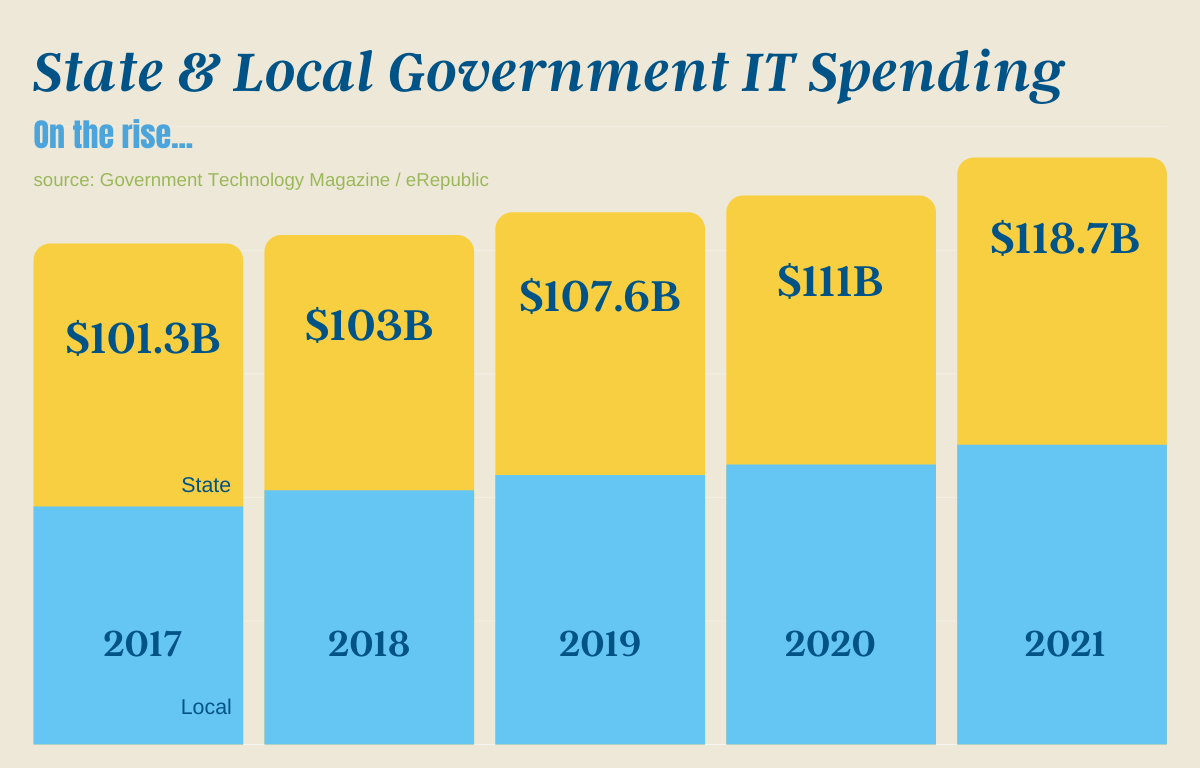 State & Local Government IT Spending
On the rise...
source: Government Technology Magazine / eRepublic
$101.3B
$103B
$107.6B
$111B
$118.7B
State
2017
2018
2019
2020
2021
Local